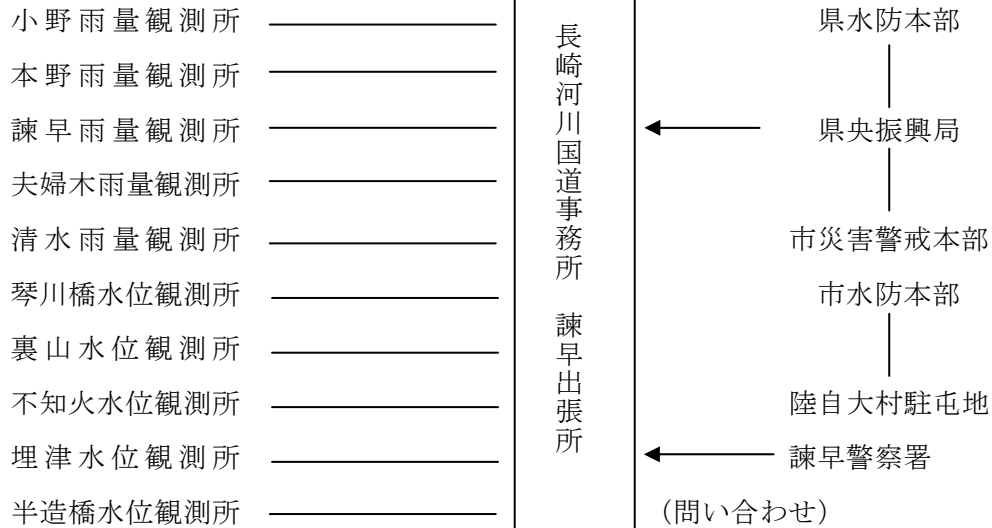 小野雨量観測所
本野雨量観測所
諫早雨量観測所
夫婦木雨量観測所
清水雨量観測所
琴川橋水位観測所
裏山水位観測所
不知火水位観測所
埋津水位観測所
半造橋水位観測所
長崎河川国道事務所 諫早出張所
県水防本部
県央振興局
市災害警戒本部
市水防本部
陸自大村駐屯地
諫早警察署
（問い合わせ）